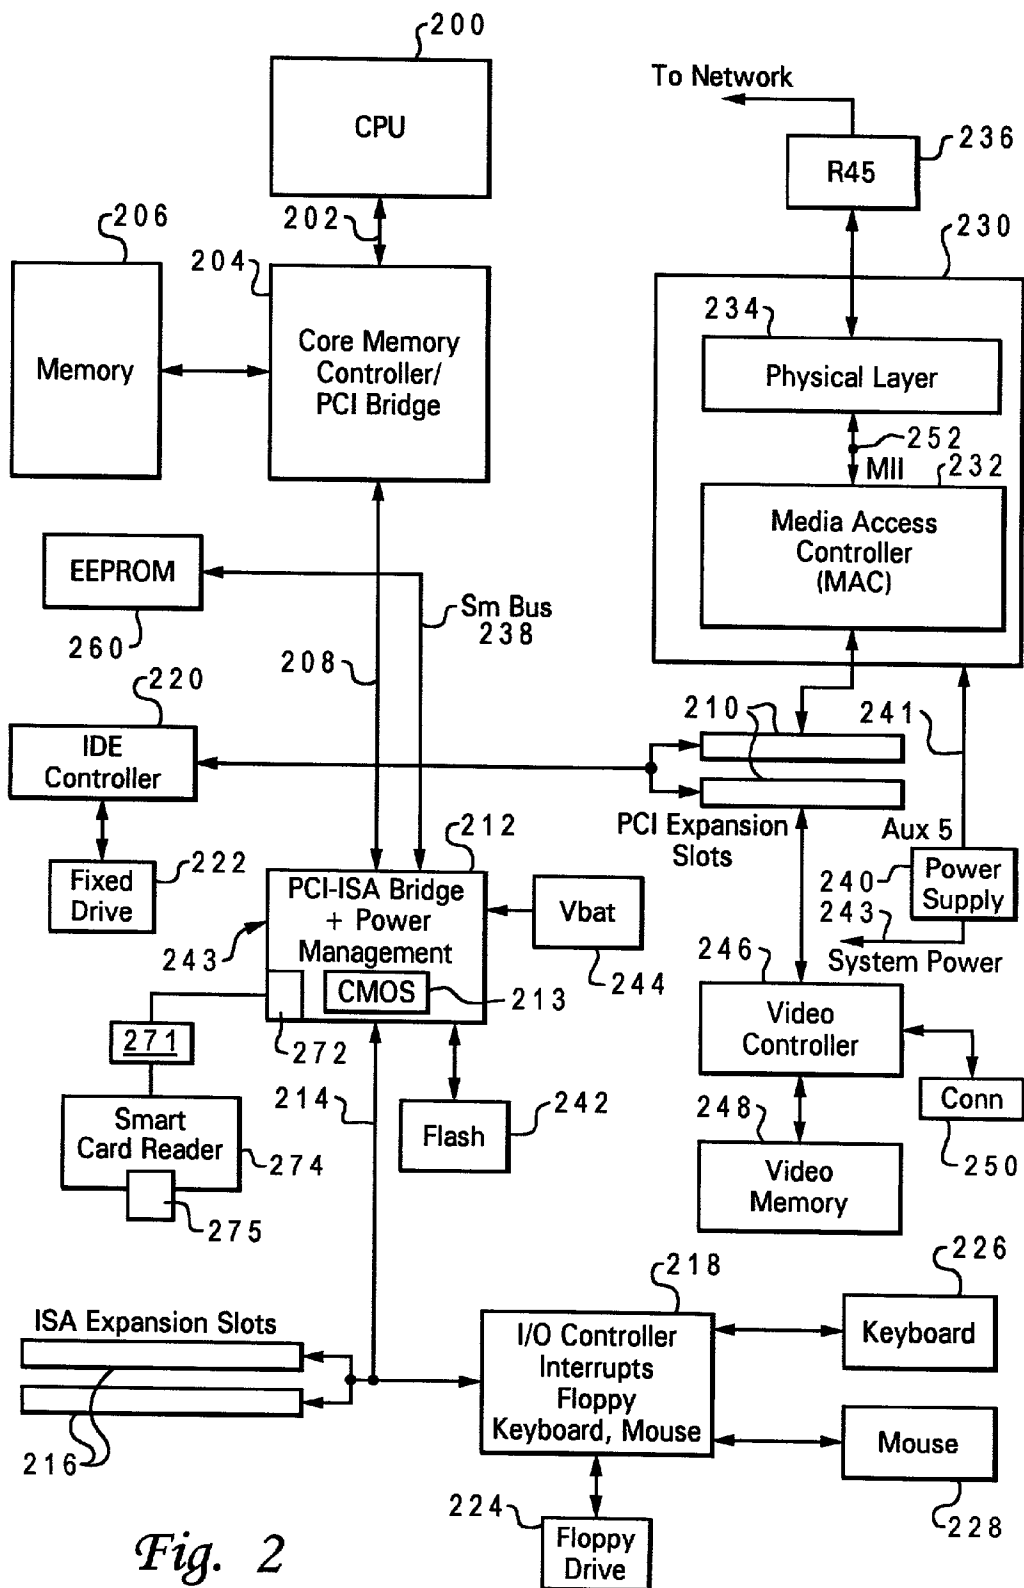 200
CPU
To Network
R45
236
202
206
204
230
Memory
Core Memory
Controller/
PCI Bridge
234
Physical Layer
252
MII
232
Media Access
Controller
(MAC)
EEPROM
260
Sm Bus
238
208
220
IDE
Controller
210
241
PCI Expansion
Slots
Aux 5
222
Fixed
Drive
212
PCI-ISA Bridge
+ Power
Management
243
CMOS
213
Vbat
244
240
Power
Supply
243
System Power
246
Video
Controller
271
272
214
242
Flash
Smart
Card Reader
274
275
248
Video
Memory
Conn
250
ISA Expansion Slots
216
218
I/O Controller
Interrupts
Floppy
Keyboard, Mouse
226
Keyboard
Mouse
228
224
Floppy
Drive
Fig. 2